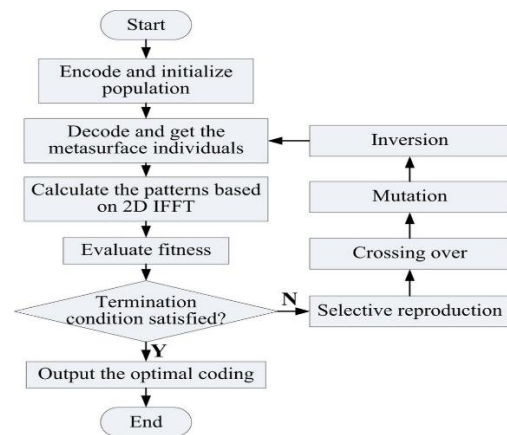 Start
Encode and initialize
population
Decode and get the
metasurface individuals
Calculate the patterns based
on 2D IFFT
Evaluate fitness
Termination
condition satisfied?
N
Y
Output the optimal coding
End
Inversion
Mutation
Crossing over
Selective reproduction